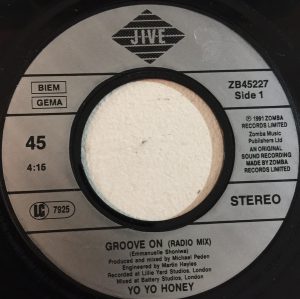 JIVE
BIEM
GEMA
ZB45227
Side 1
45
4:15
℗ 1991 ZOMBA
RECORDS LIMITED
Zomba Music
Publishers Ltd
AN ORIGINAL
SOUND RECORDING
MADE BY ZOMBA
RECORDS LIMITED
LC 7925
STEREO
GROOVE ON (RADIO MIX)
(Emmanuelle Shoniwa)
Produced and mixed by Michael Peden
Engineered by Martin Hayles
Recorded at Lillie Yard Studios, London
Mixed at Battery Studios, London
YO YO HONEY